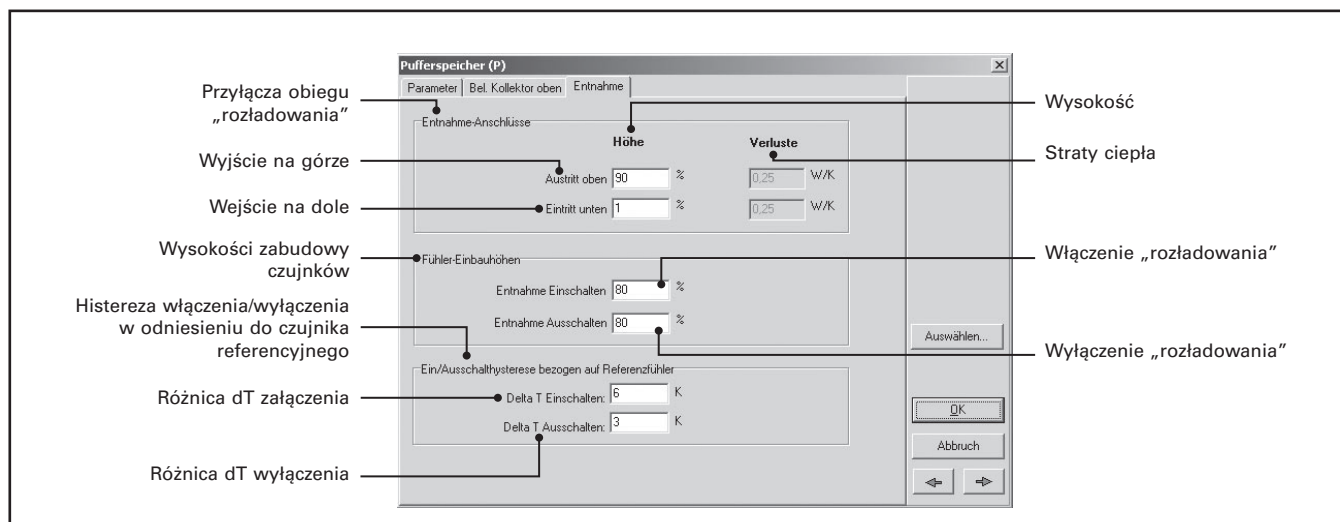 Pufferspeicher (P)
Parameter Bel. Kollektor oben Entnahme
Przyłącza obiegu
„rozładowania”
Wyjście na górze
Wejście na dole
Wysokości zabudowy
czujnków
Histereza włączenia/wyłączenia
w odniesieniu do czujnika
referencyjnego
Różnica dT załączenia
Różnica dT wyłączenia
Entnahme-Anschlüsse
Höhe Verluste
Austritt oben 90 % 0,25 W/K
Eintritt unten 1 % 0,25 W/K
Fühler-Einbauhöhen
Entnahme Einschalten 80 %
Entnahme Ausschalten 80 %
Ein/Ausschalthysterese bezogen auf Referenzfühler
Delta T Einschalten: 6 K
Delta T Ausschalten: 3 K
Auswählen...
OK
Abbruch
Wysokość
Straty ciepła
Włączenie „rozładowania”
Wyłączenie „rozładowania”